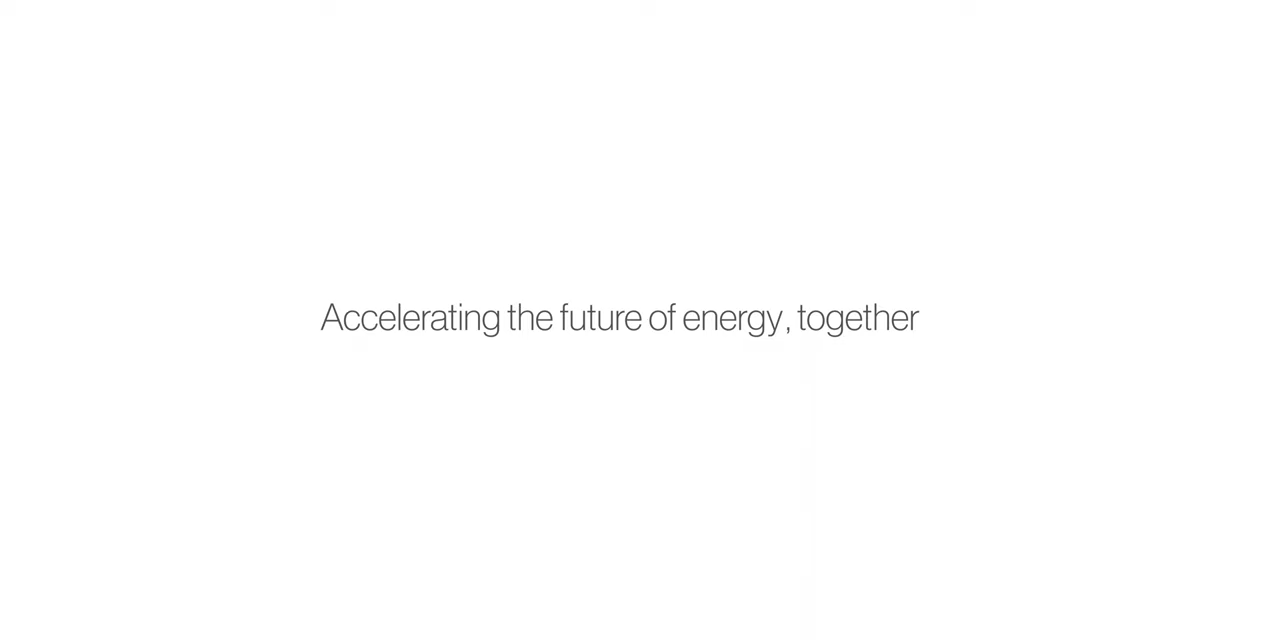 Accelerating the future of energy, together